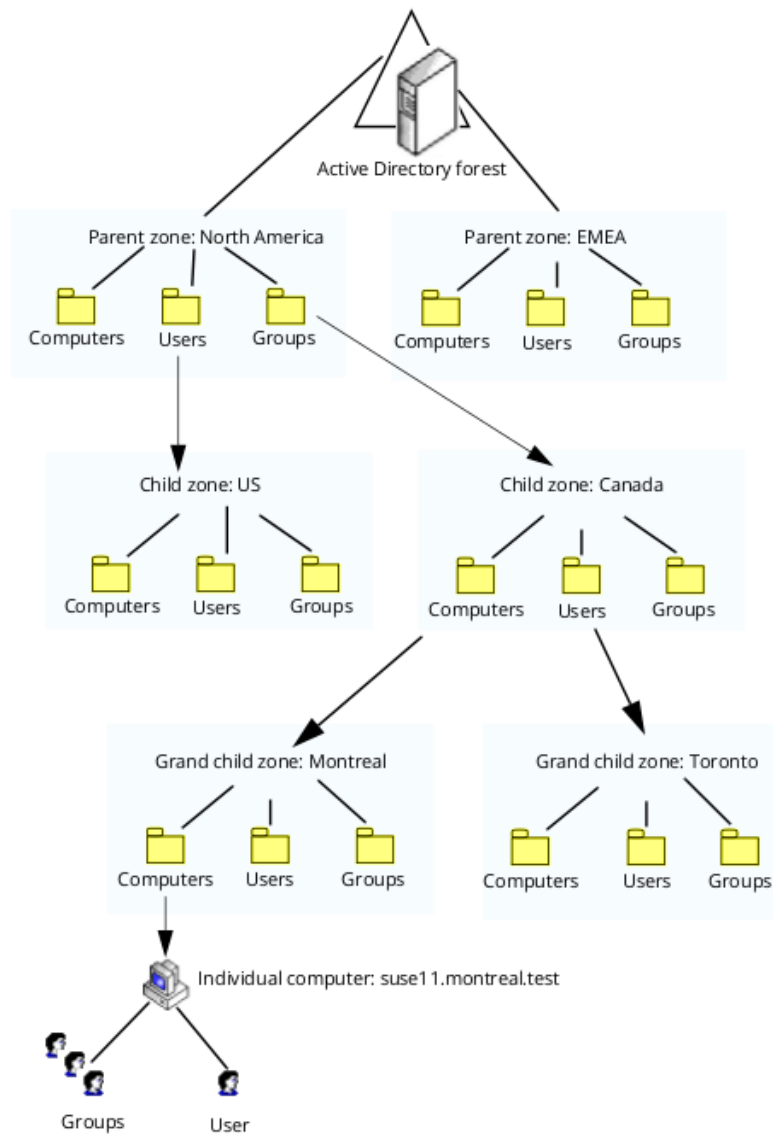 Active Directory forest
Parent zone: North America
Parent zone: EMEA
Computers
Users
Groups
Computers
Users
Groups
Child zone: US
Child zone: Canada
Computers
Users
Groups
Computers
Users
Groups
Grand child zone: Montreal
Grand child zone: Toronto
Computers
Users
Groups
Computers
Users
Groups
Individual computer: suse11.montreal.test
Groups
User